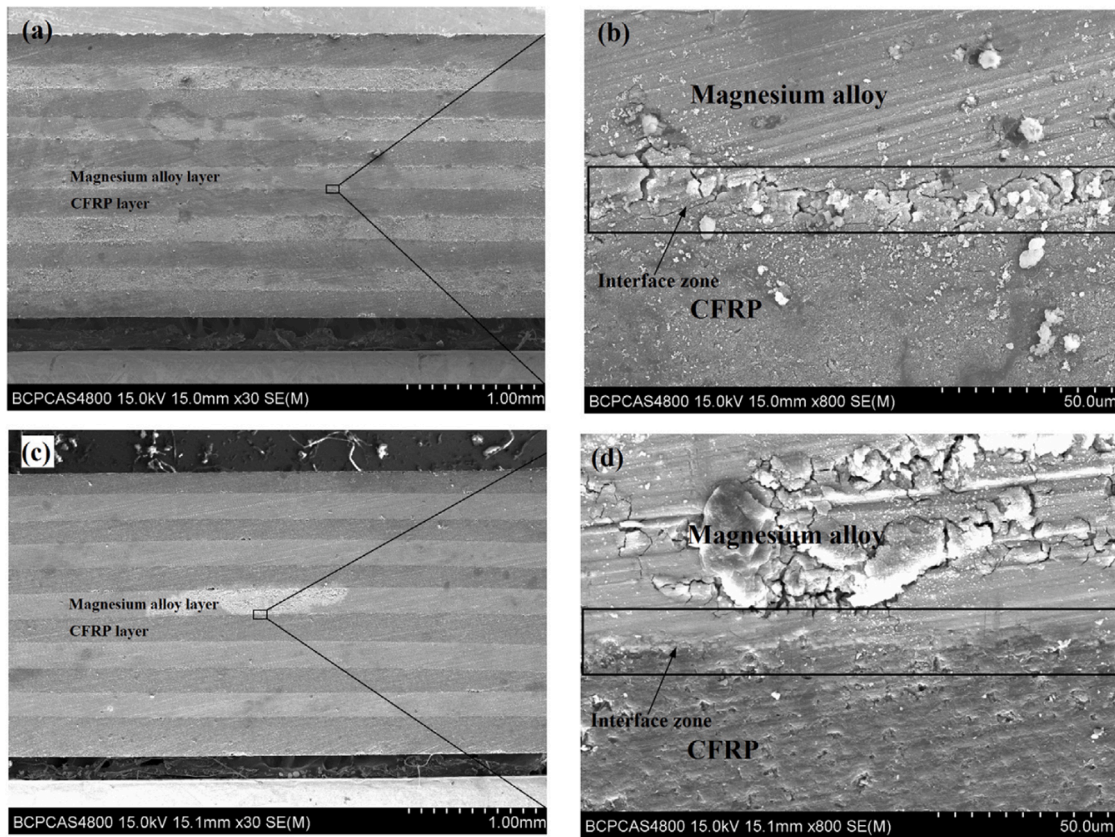 (a)
Magnesium alloy layer
CFRP layer
BCPCAS4800 15.0kV 15.0mm x30 SE(M)
1.00mm
(b)
Magnesium alloy
Interface zone
CFRP
BCPCAS4800 15.0kV 15.0mm x800 SE(M)
50.0um
(c)
Magnesium alloy layer
CFRP layer
BCPCAS4800 15.0kV 15.1mm x30 SE(M)
1.00mm
(d)
Magnesium alloy
Interface zone
CFRP
BCPCAS4800 15.0kV 15.1mm x800 SE(M)
50.0um